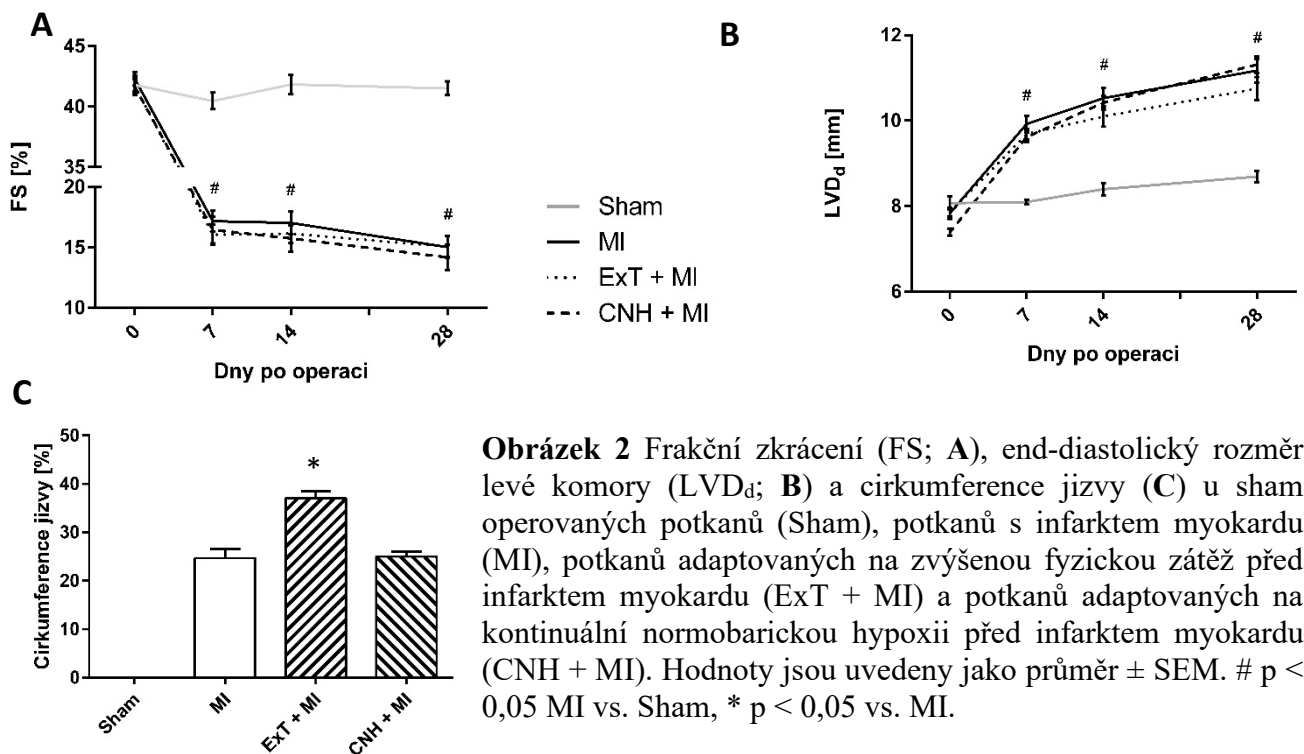 A
45
40
35
20
15
10
FS [%]
#
#
#
0
7
14
28
Dny po operaci
Sham
MI
ExT + MI
CNH + MI
B
12
10
8
6
LVDd [mm]
#
#
#
0
7
14
28
Dny po operaci
C
50
40
30
20
10
0
Cirkumference jizvy [%]
*
Sham
MI
ExT + MI
CNH + MI
Obrázek 2 Frakční zkrácení (FS; A), end-diastolický rozměr
levé komory (LVDd; B) a cirkumference jizvy (C) u sham
operovaných potkanů (Sham), potkanů s infarktem myokardu
(MI), potkanů adaptovaných na zvýšenou fyzickou zátěž před
infarktem myokardu (ExT + MI) a potkanů adaptovaných na
kontinuální normobarickou hypoxii před infarktem myokardu
(CNH + MI). Hodnoty jsou uvedeny jako průměr ± SEM. # p <
0,05 MI vs. Sham, * p < 0,05 vs. MI.